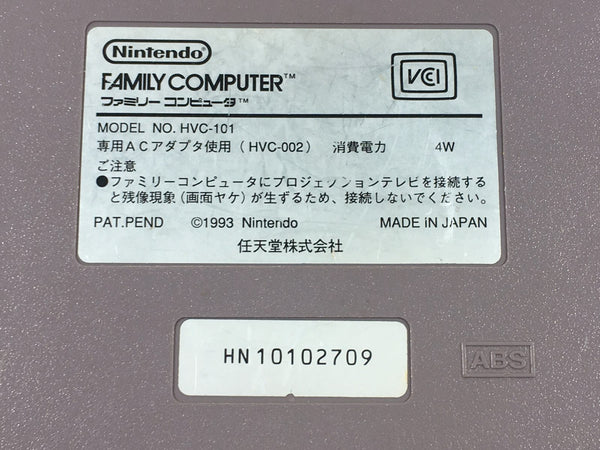 Nintendo
VCCI
FAMILY COMPUTER™
ファミリー コンピュータ™
MODEL NO. HVC-101
専用ACアダプタ使用(HVC-002) 消費電力 4W
ご注意
●ファミリーコンピュータにプロジェクションテレビを接続する
と残像現象(画面ヤケ)が生ずるため、接続しないでください。
PAT.PEND ©1993 Nintendo MADE iN JAPAN
任天堂株式会社
HN10102709
ABS